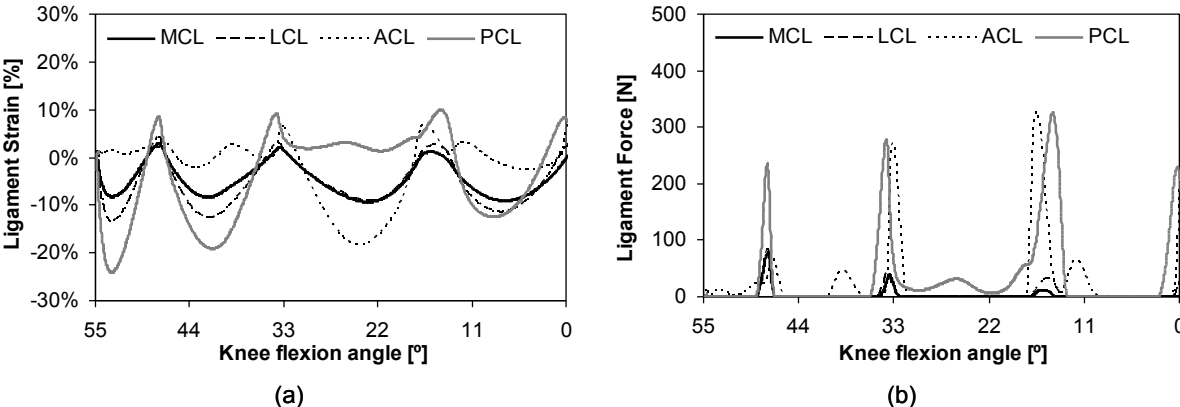 30%
20%
10%
0%
-10%
-20%
-30%
Ligament Strain [%]
MCL LCL ACL PCL
55 44 33 22 11 0
Knee flexion angle [º]
(a)
500
400
300
200
100
0
Ligament Force [N]
MCL LCL ACL PCL
55 44 33 22 11 0
Knee flexion angle [º]
(b)